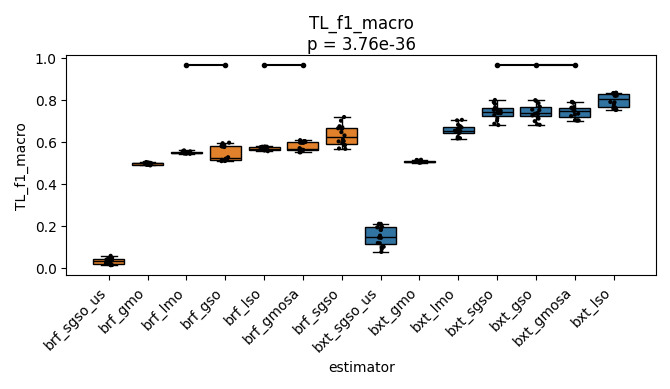 TL_f1_macro
p = 3.76e-36
TL_f1_macro
1.0
0.8
0.6
0.4
0.2
0.0
brf_sgso_us
brf_gmo
brf_lmo
brf_gso
brf_lso
brf_gmosa
brf_sgso
bxt_sgso_us
bxt_gmo
bxt_lmo
bxt_sgso
bxt_gso
bxt_gmosa
bxt_lso
estimator